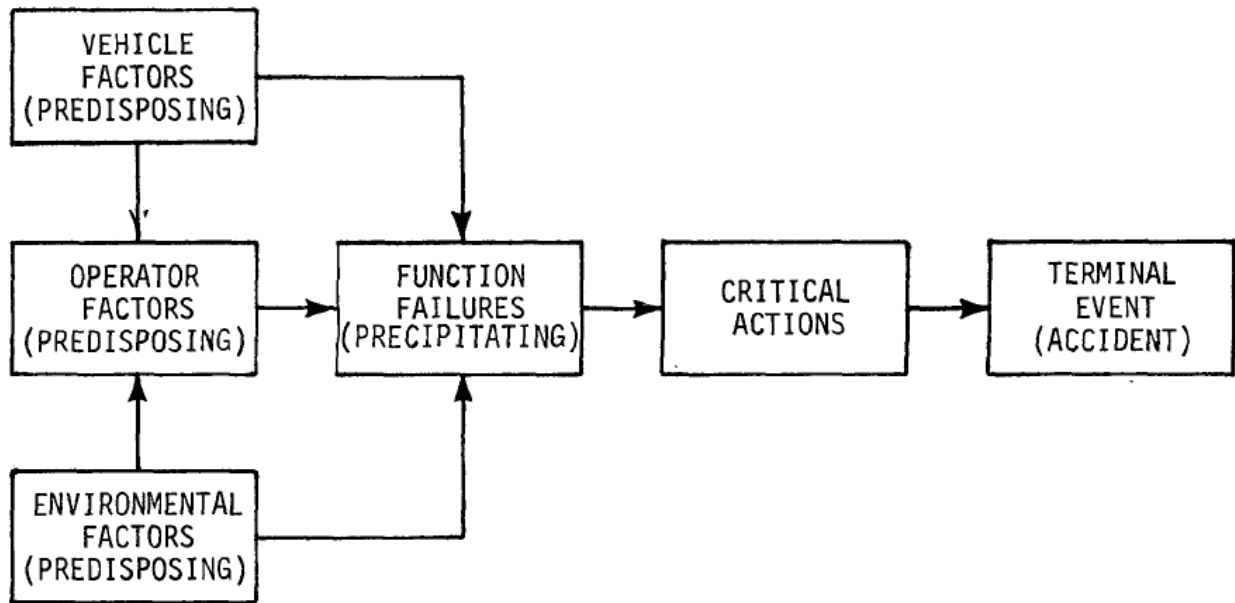 VEHICLE
FACTORS
(PREDISPOSING)
OPERATOR
FACTORS
(PREDISPOSING)
FUNCTION
FAILURES
(PRECIPITATING)
CRITICAL
ACTIONS
TERMINAL
EVENT
(ACCIDENT)
ENVIRONMENTAL
FACTORS
(PREDISPOSING)